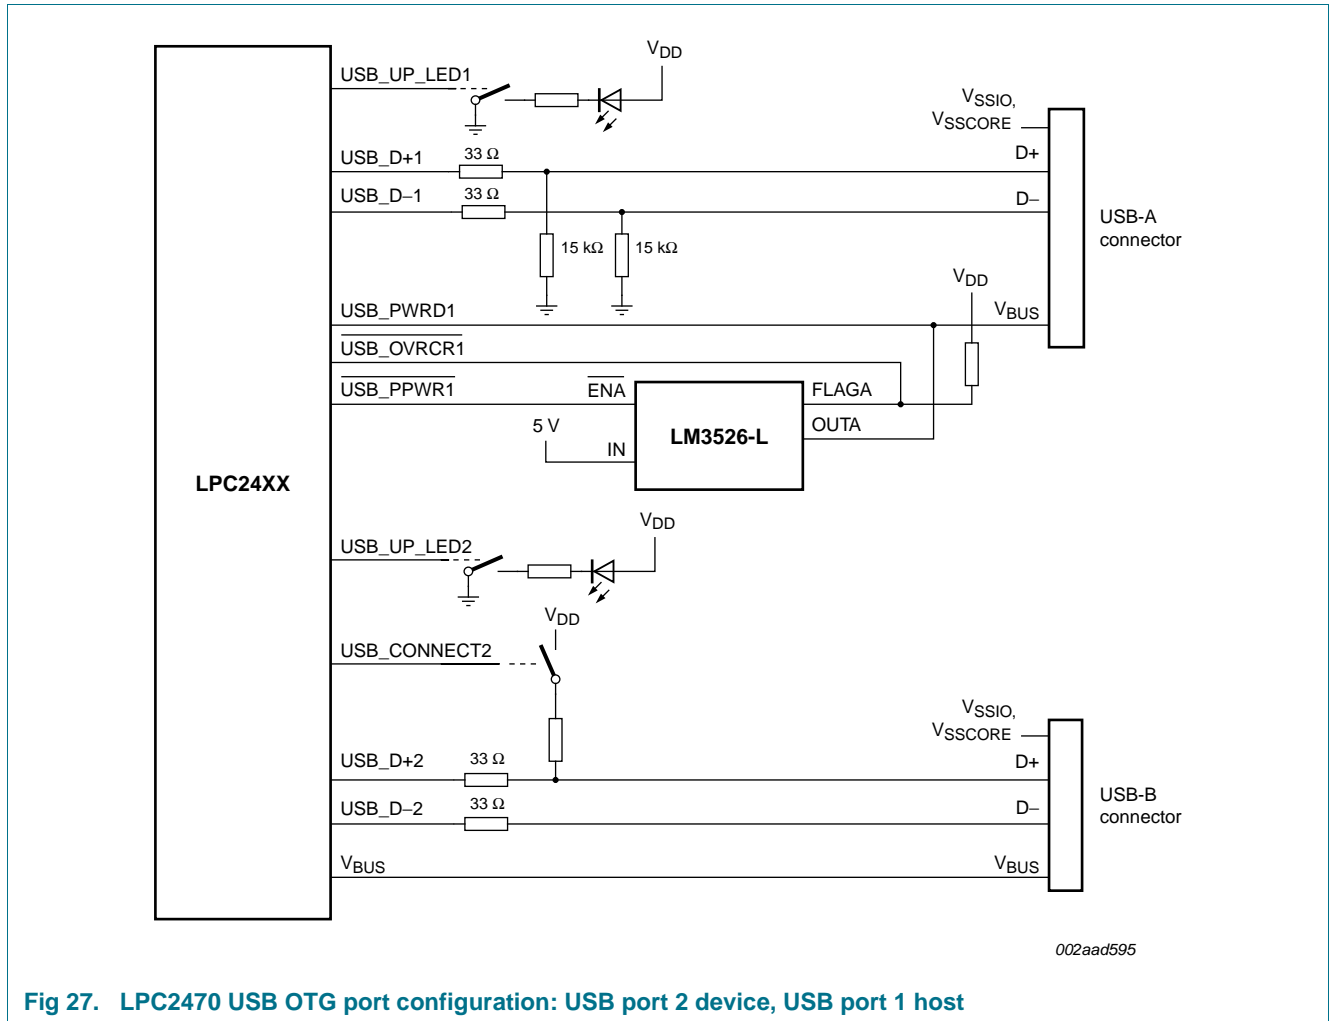 VDD
USB_UP_LED1
VSSIO,
VSSCORE
USB_D+1
33 Ω
D+
USB_D−1
33 Ω
D−
USB-A
connector
15 kΩ
15 kΩ
VDD
USB_PWRD1
VBUS
USB_OVRCR1
USB_PPWR1
ENA
FLAGA
5 V
OUTA
LM3526-L
IN
LPC24XX
VDD
USB_UP_LED2
VDD
USB_CONNECT2
VSSIO,
VSSCORE
USB_D+2
33 Ω
D+
USB_D−2
33 Ω
D−
USB-B
connector
VBUS
VBUS
002aad595
Fig 27. LPC2470 USB OTG port configuration: USB port 2 device, USB port 1 host